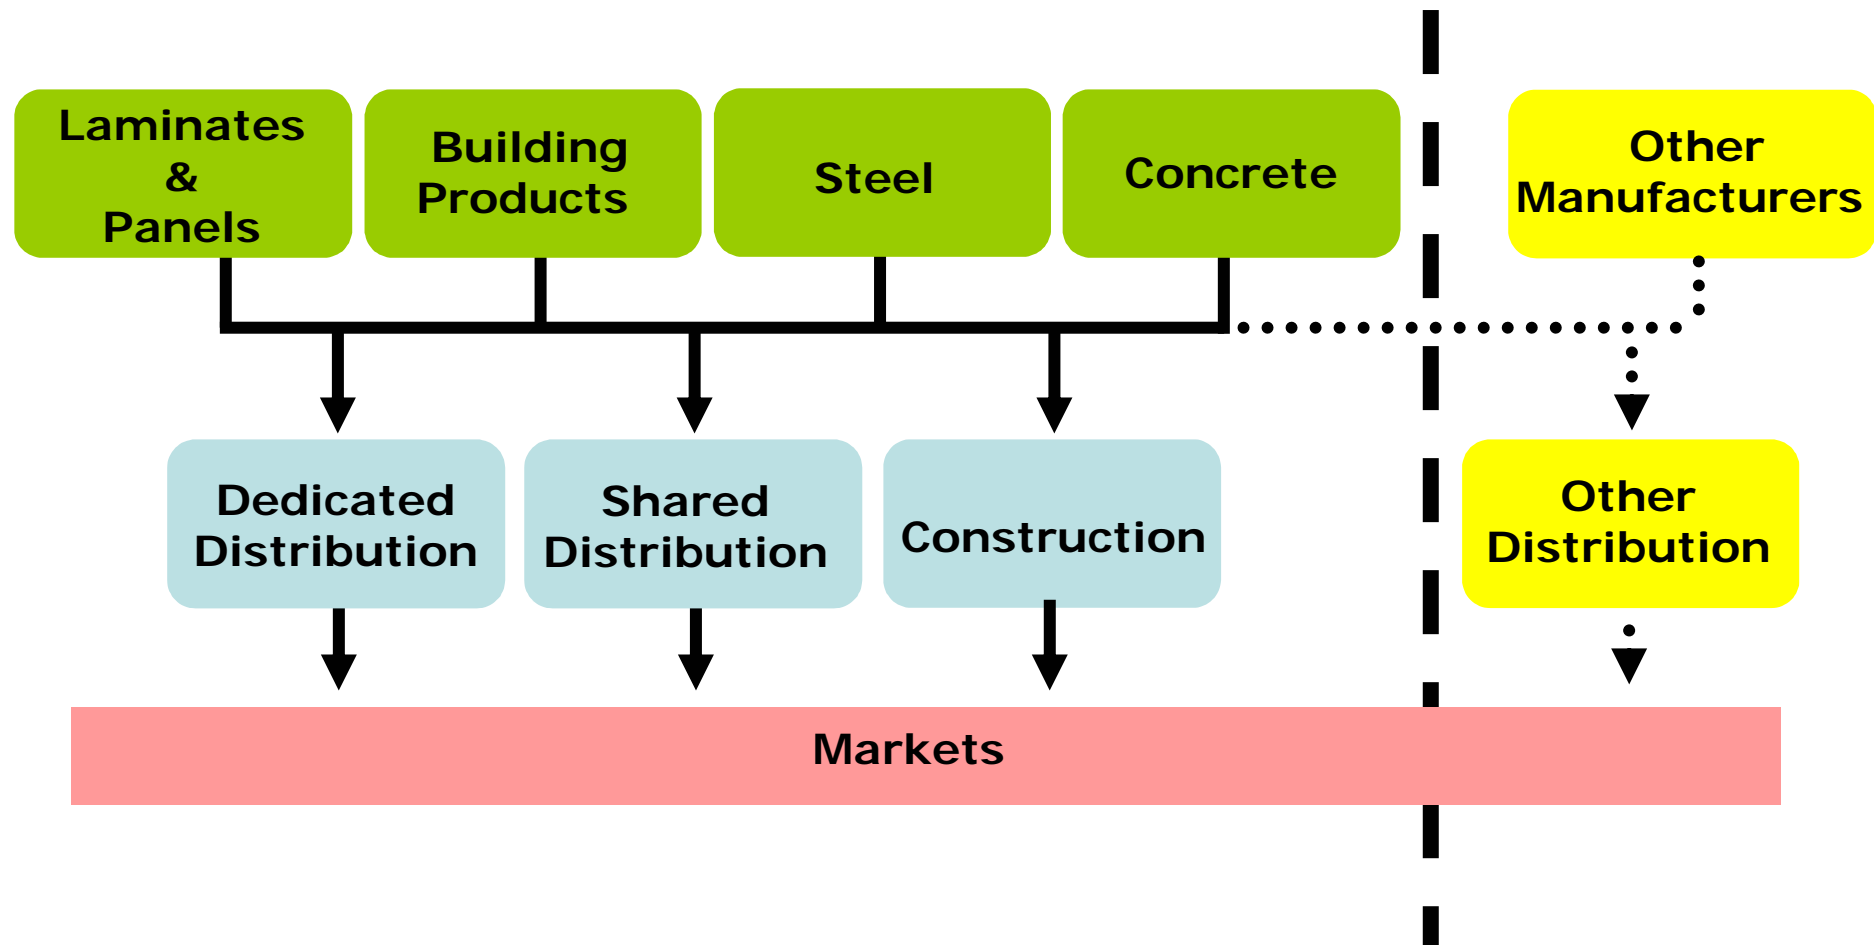 Laminates
&
Panels
Building
Products
Steel
Concrete
Other
Manufacturers
Dedicated
Distribution
Shared
Distribution
Construction
Other
Distribution
Markets